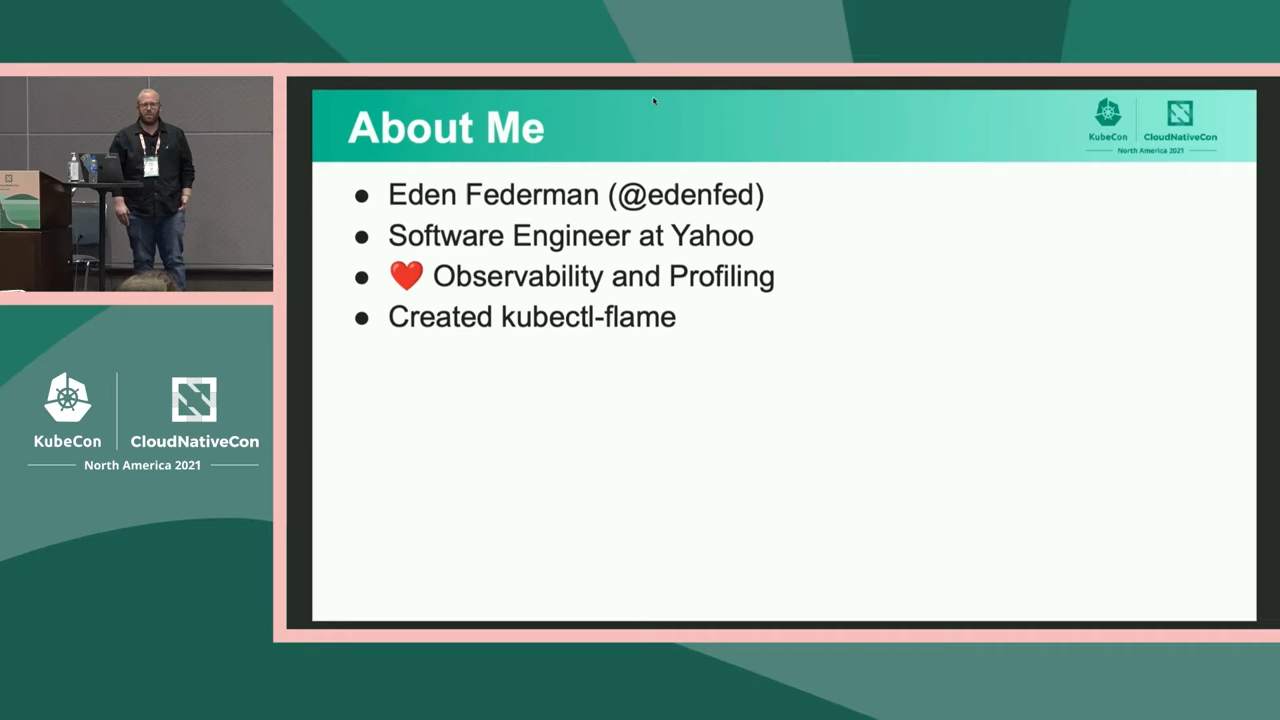 About Me
KubeCon
CloudNativeCon
North America 2021
● Eden Federman (@edenfed)
● Software Engineer at Yahoo
● ❤️ Observability and Profiling
● Created kubectl-flame
KubeCon
CloudNativeCon
North America 2021